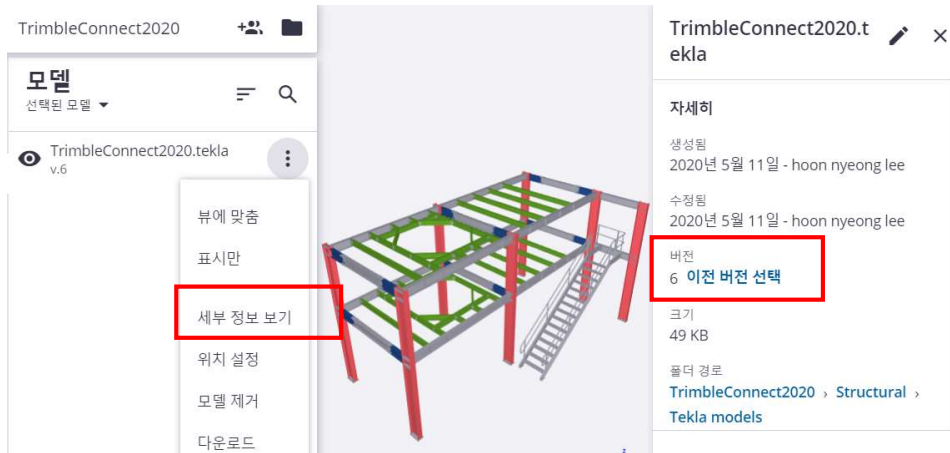 TrimbleConnect2020
모델
선택된 모델
TrimbleConnect2020.tekla
v.6
뷰에 맞춤
표시만
세부 정보 보기
위치 설정
모델 제거
다운로드
TrimbleConnect2020.t
ekla
자세히
생성됨
2020년 5월 11일 - hoon nyeong lee
수정됨
2020년 5월 11일 - hoon nyeong lee
버전
6 이전 버전 선택
크기
49 KB
폴더 경로
TrimbleConnect2020 › Structural ›
Tekla models